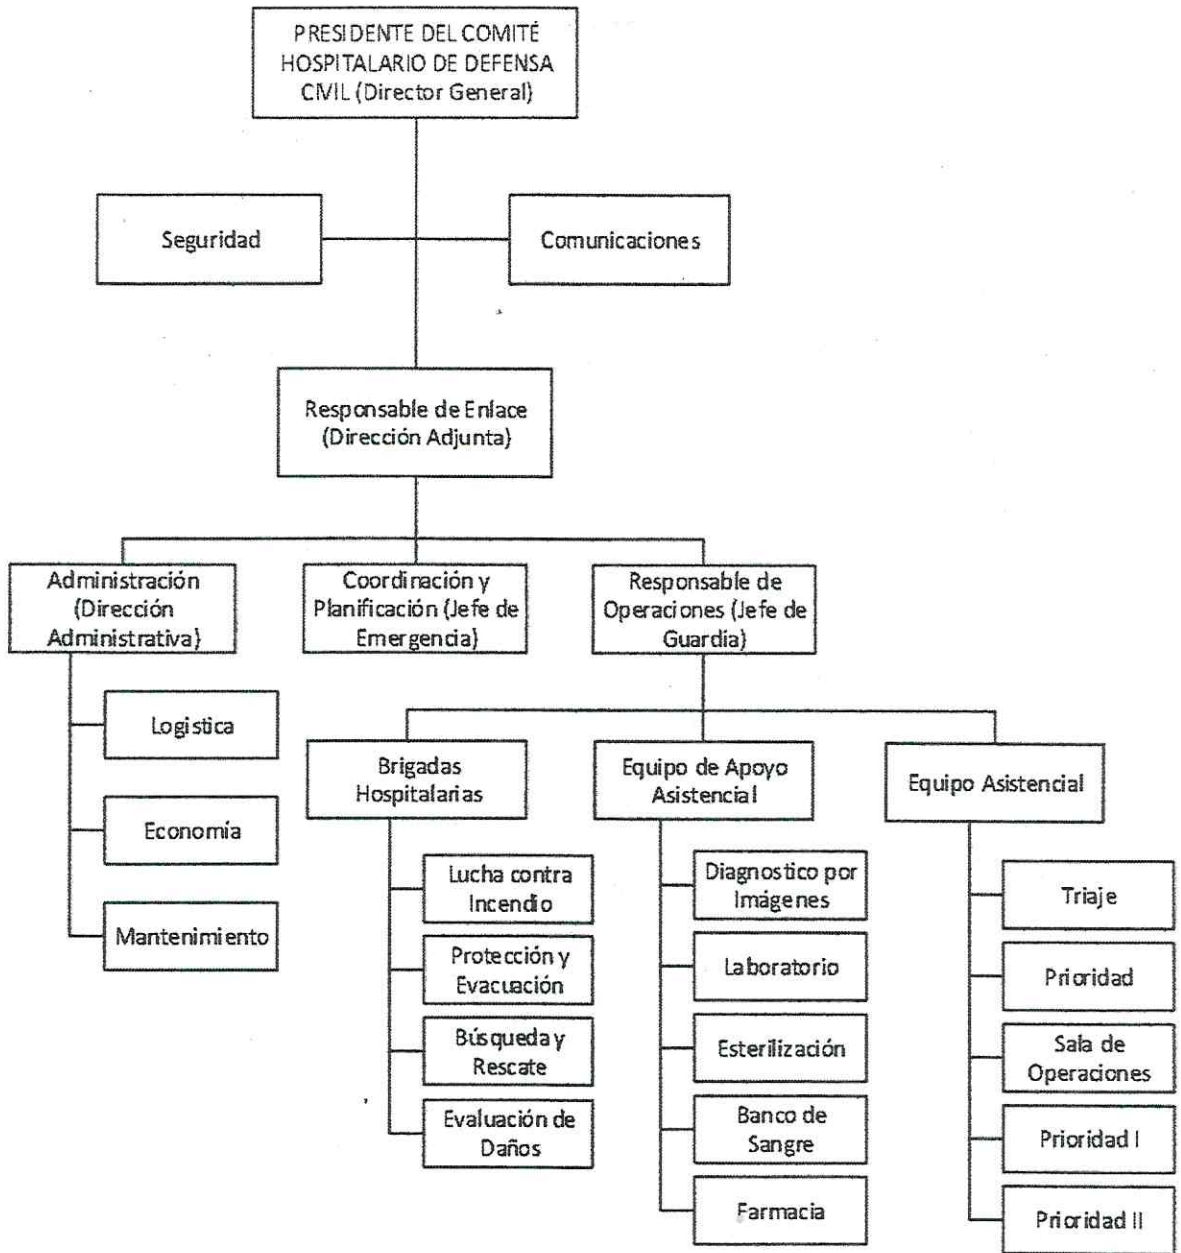 PRESIDENTE DEL COMITÉ
HOSPITALARIO DE DEFENSA
CIVIL (Director General)
Seguridad
Comunicaciones
Responsable de Enlace
(Dirección Adjunta)
Administración
(Dirección
Administrativa)
Coordinación y
Planificación (Jefe de
Emergencia)
Responsable de
Operaciones (Jefe de
Guardia)
Logistica
Economía
Mantenimiento
Brigadas
Hospitalarias
Lucha contra
Incendio
Protección y
Evacuación
Búsqueda y
Rescate
Evaluación de
Daños
Equipo de Apoyo
Asistencial
Diagnostico por
Imágenes
Laboratorio
Esterilización
Banco de
Sangre
Farmacia
Equipo Asistencial
Triaje
Prioridad
Sala de
Operaciones
Prioridad I
Prioridad II